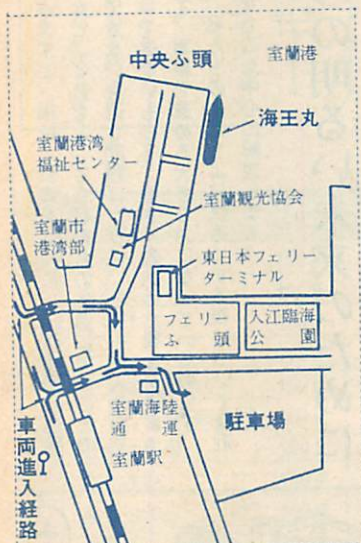 室蘭港
中央ふ頭
海王丸
室蘭港湾
福祉センター
室蘭観光協会
室蘭市
港湾部
東日本フェリー
ターミナル
フェリー
ふ頭
入江臨海
公園
室蘭海陸
通運
駐車場
室蘭駅
車両進入経路